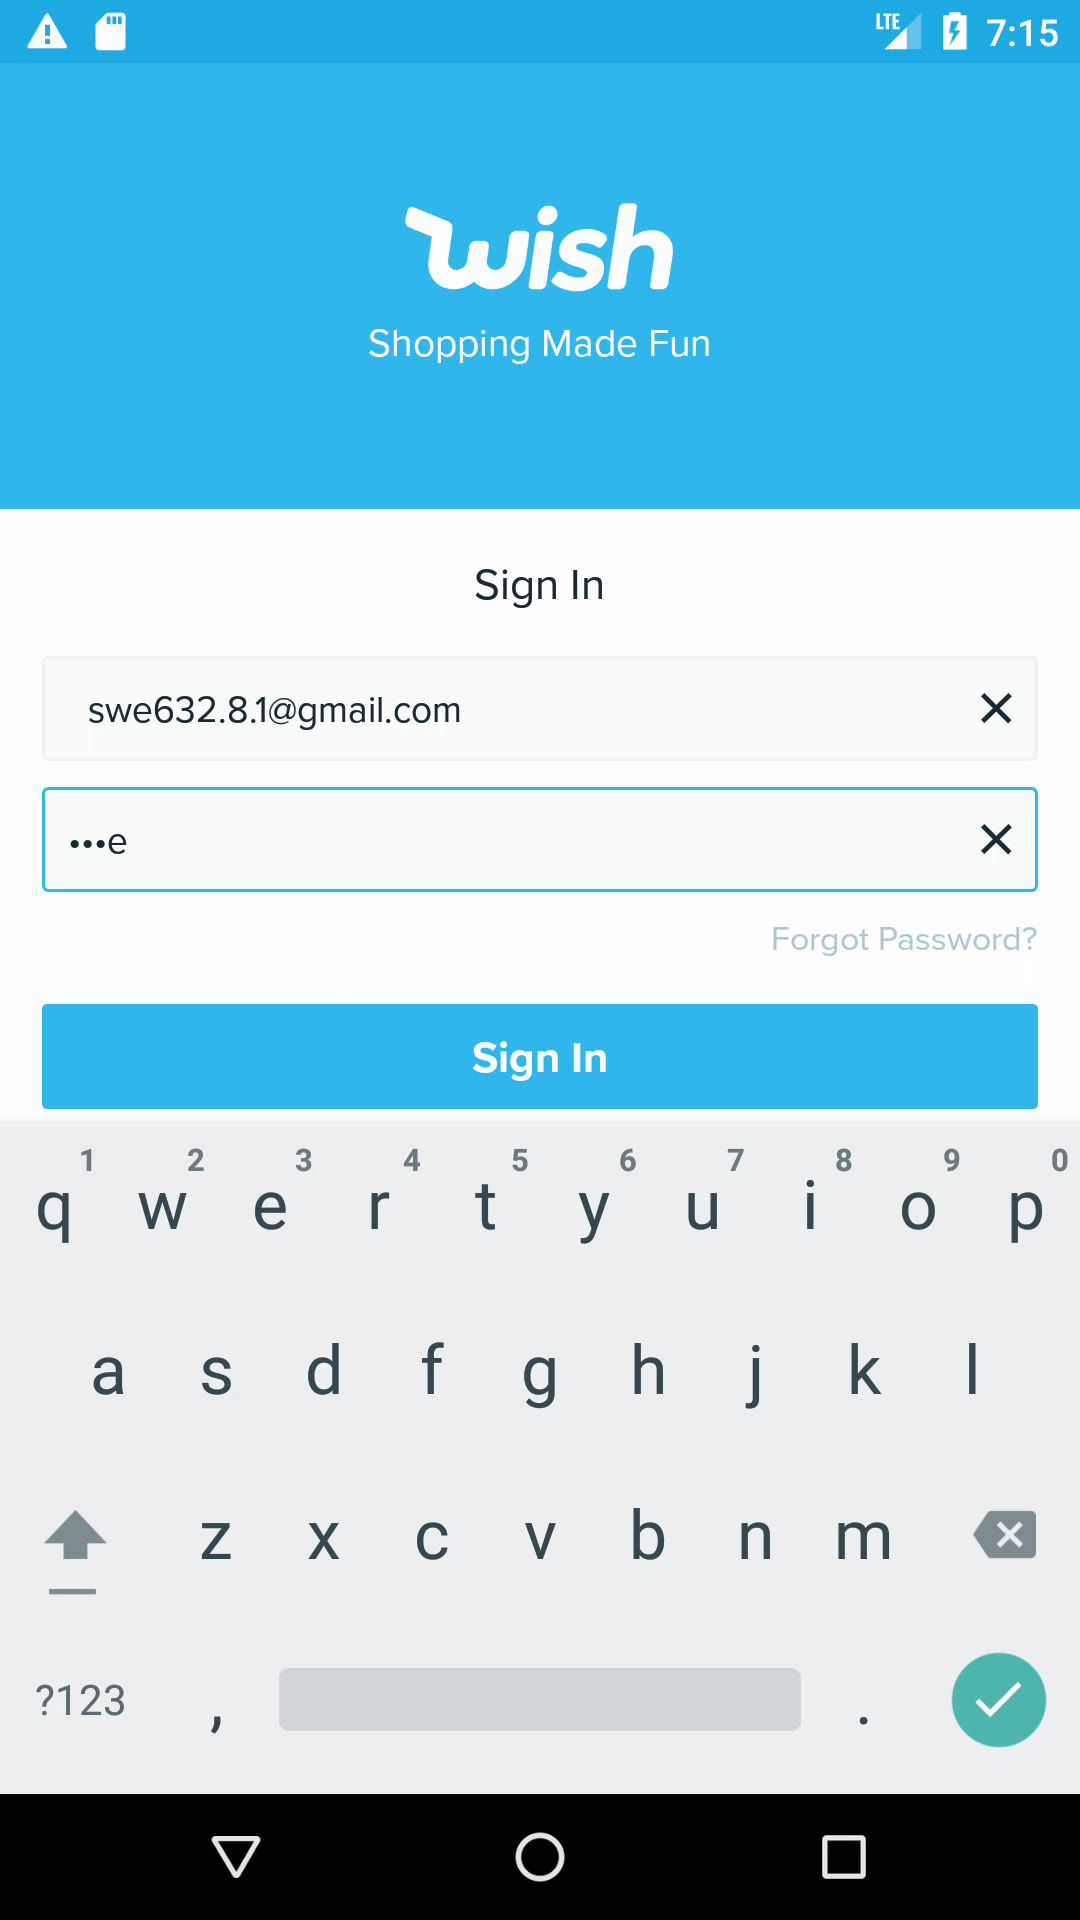 LTE 7:15
wish
Shopping Made Fun
Sign In
swe632.8.1@gmail.com
•••e
Forgot Password?
Sign In
1 2 3 4 5 6 7 8 9 0
q w e r t y u i o p
a s d f g h j k l
z x c v b n m
?123 , .